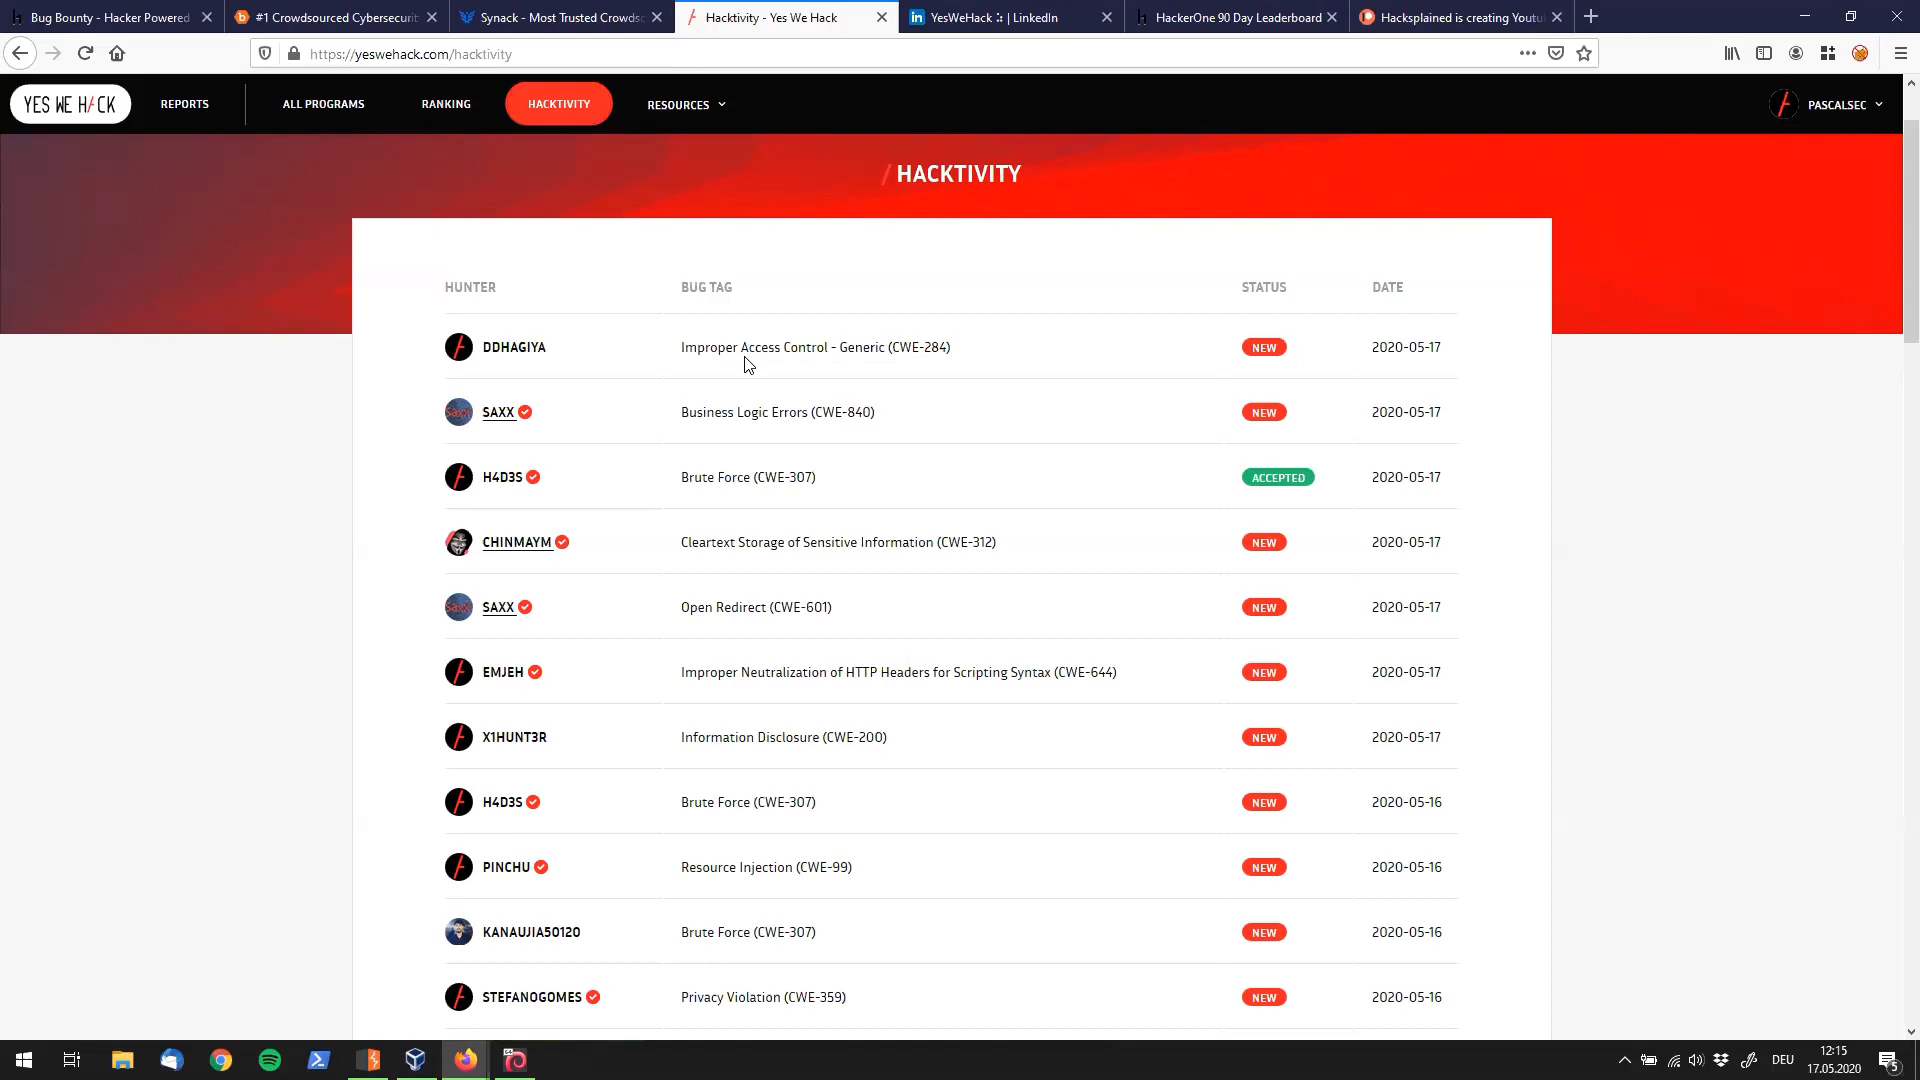 Bug Bounty - Hacker Powered
#1 Crowdsourced Cybersecurit
Synack - Most Trusted Crowds
Hacktivity - Yes We Hack
YesWeHack | LinkedIn
HackerOne 90 Day Leaderboard
Hacksplained is creating Youtu
https://yeswehack.com/hacktivity
YES WE H/CK
REPORTS
ALL PROGRAMS
RANKING
HACKTIVITY
RESOURCES
PASCALSEC
/ HACKTIVITY
HUNTER BUG TAG STATUS DATE
DDHAGIYA Improper Access Control - Generic (CWE-284) NEW 2020-05-17
SAXX Business Logic Errors (CWE-840) NEW 2020-05-17
H4D3S Brute Force (CWE-307) ACCEPTED 2020-05-17
CHINMAYM Cleartext Storage of Sensitive Information (CWE-312) NEW 2020-05-17
SAXX Open Redirect (CWE-601) NEW 2020-05-17
EMJEH Improper Neutralization of HTTP Headers for Scripting Syntax (CWE-644) NEW 2020-05-17
X1HUNT3R Information Disclosure (CWE-200) NEW 2020-05-17
H4D3S Brute Force (CWE-307) NEW 2020-05-16
PINCHU Resource Injection (CWE-99) NEW 2020-05-16
KANAUJIA50120 Brute Force (CWE-307) NEW 2020-05-16
STEFANOGOMES Privacy Violation (CWE-359) NEW 2020-05-16
DEU
12:15
17.05.2020
5